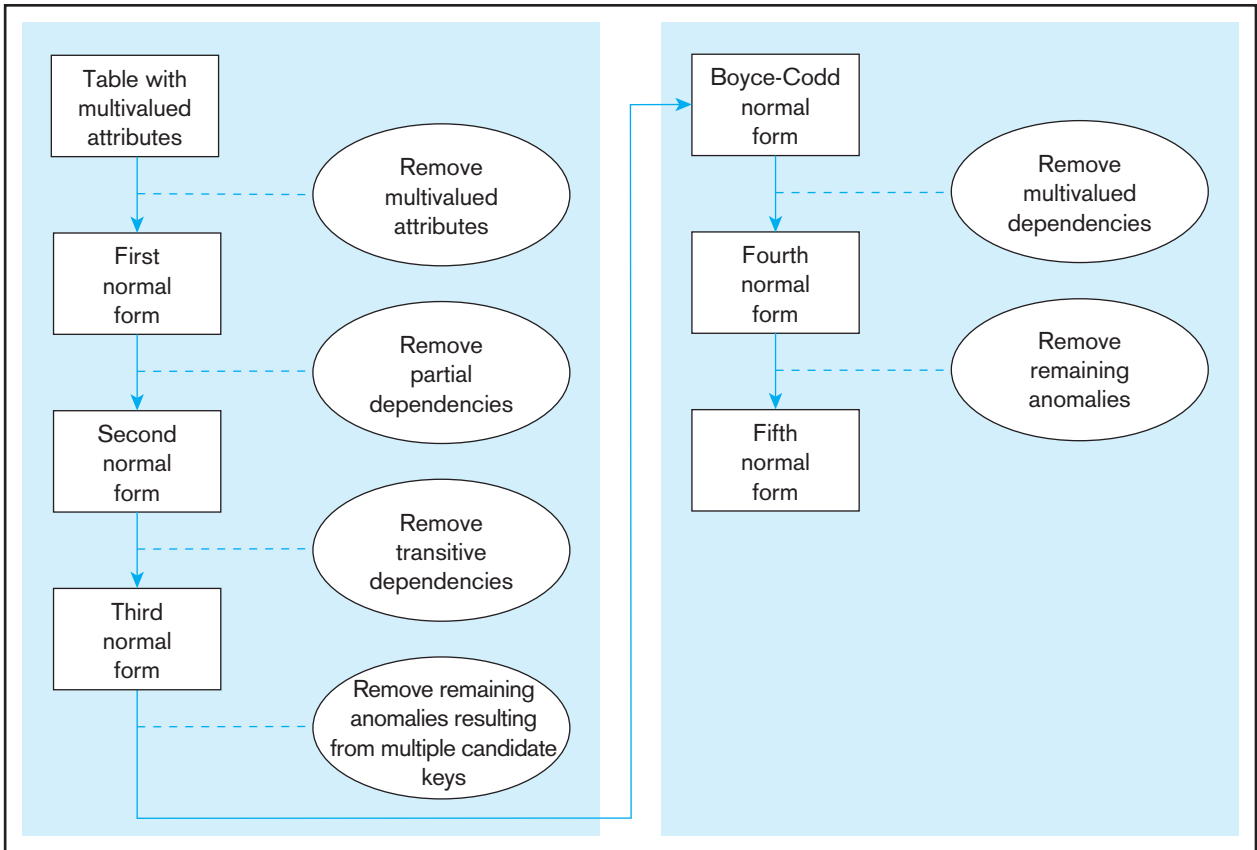 Table with
multivalued
attributes
Remove
multivalued
attributes
First
normal
form
Remove
partial
dependencies
Second
normal
form
Remove
transitive
dependencies
Third
normal
form
Remove remaining
anomalies resulting
from multiple candidate
keys
Boyce-Codd
normal
form
Remove
multivalued
dependencies
Fourth
normal
form
Remove
remaining
anomalies
Fifth
normal
form